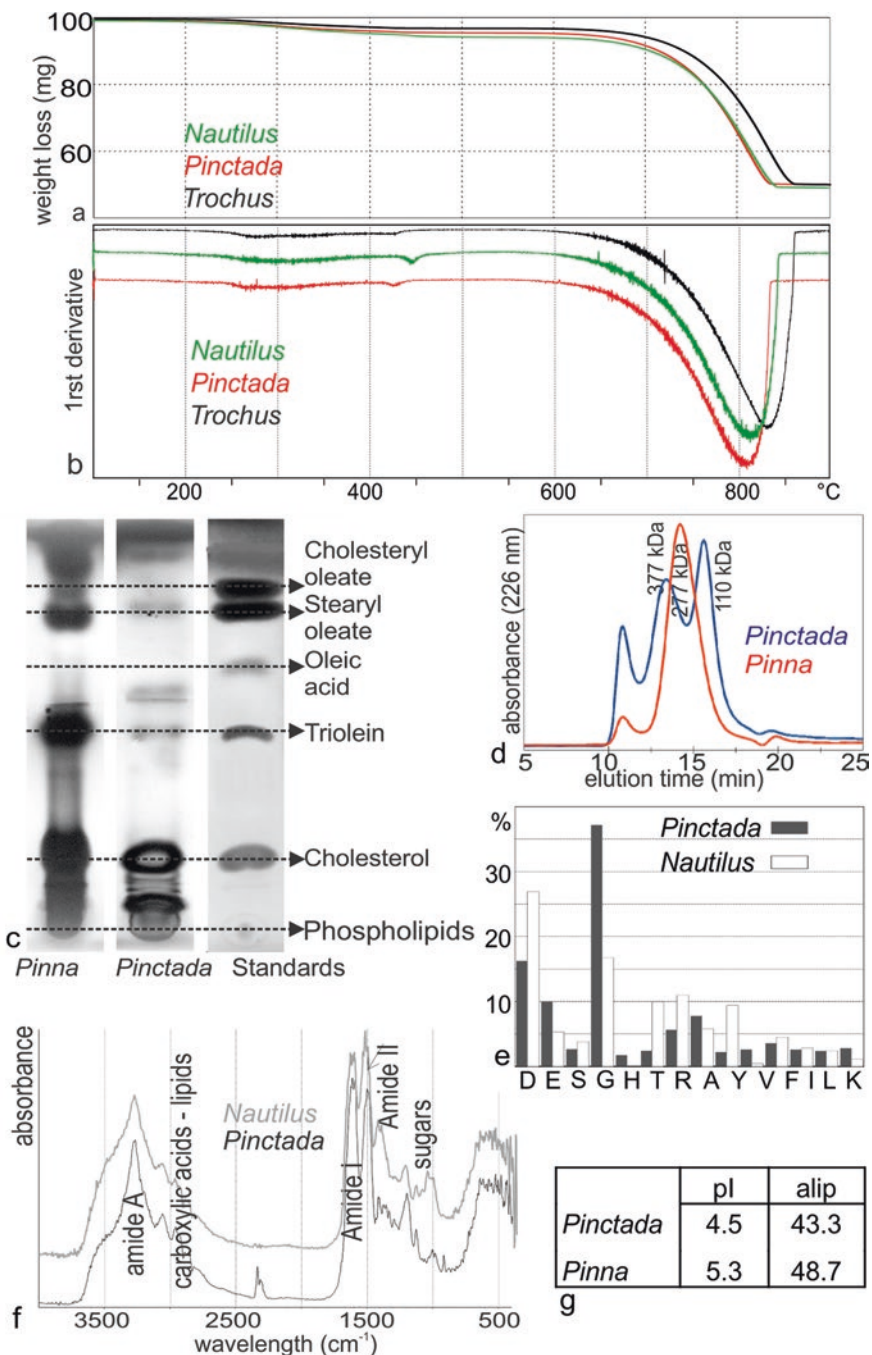 100
80
60
weight loss (mg)
Nautilus
Pinctada
Trochus
a
1rst derivative
Nautilus
Pinctada
Trochus
b
200 400 600 800 °C
Cholesteryl
oleate
Stearyl
oleate
Oleic
acid
Triolein
Cholesterol
Phospholipids
c
Pinna Pinctada Standards
absorbance (226 nm)
377 kDa
277 kDa
110 kDa
Pinctada
Pinna
d
5 10 15 20 25
elution time (min)
%
30
20
10
Pinctada
Nautilus
e
D E S G H T R A Y V F I L K
absorbance
Nautilus
Pinctada
amide A
carboxylic acids - lipids
Amide I
Amide II
sugars
f
3500 2500 1500 500
wavelength (cm-1)
pI alip
Pinctada 4.5 43.3
Pinna 5.3 48.7
g